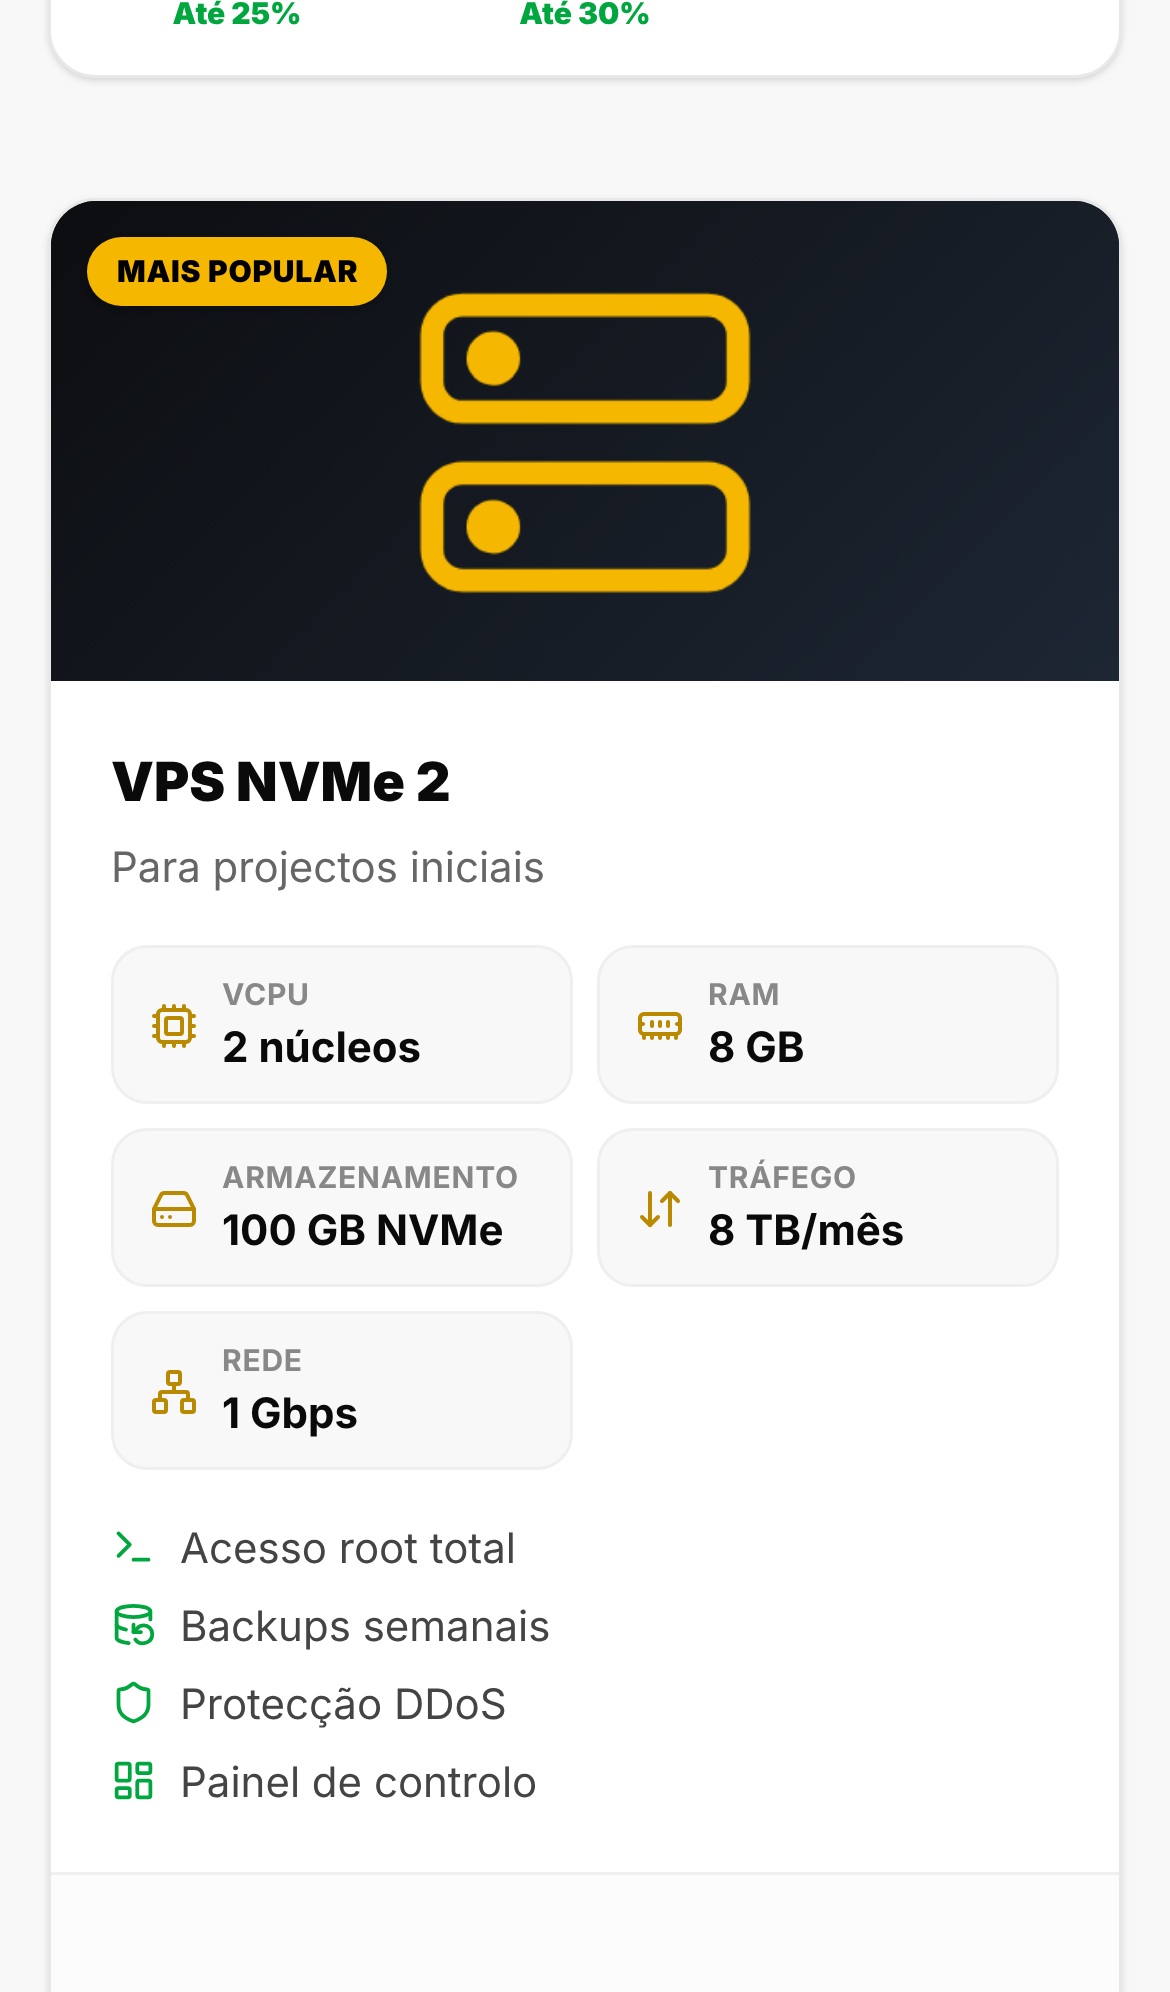 Até 25%
Até 30%
MAIS POPULAR
VPS NVMe 2
Para projectos iniciais
VCPU
2 núcleos
RAM
8 GB
ARMAZENAMENTO
100 GB NVMe
TRÁFEGO
8 TB/mês
REDE
1 Gbps
Acesso root total
Backups semanais
Protecção DDoS
Painel de controlo